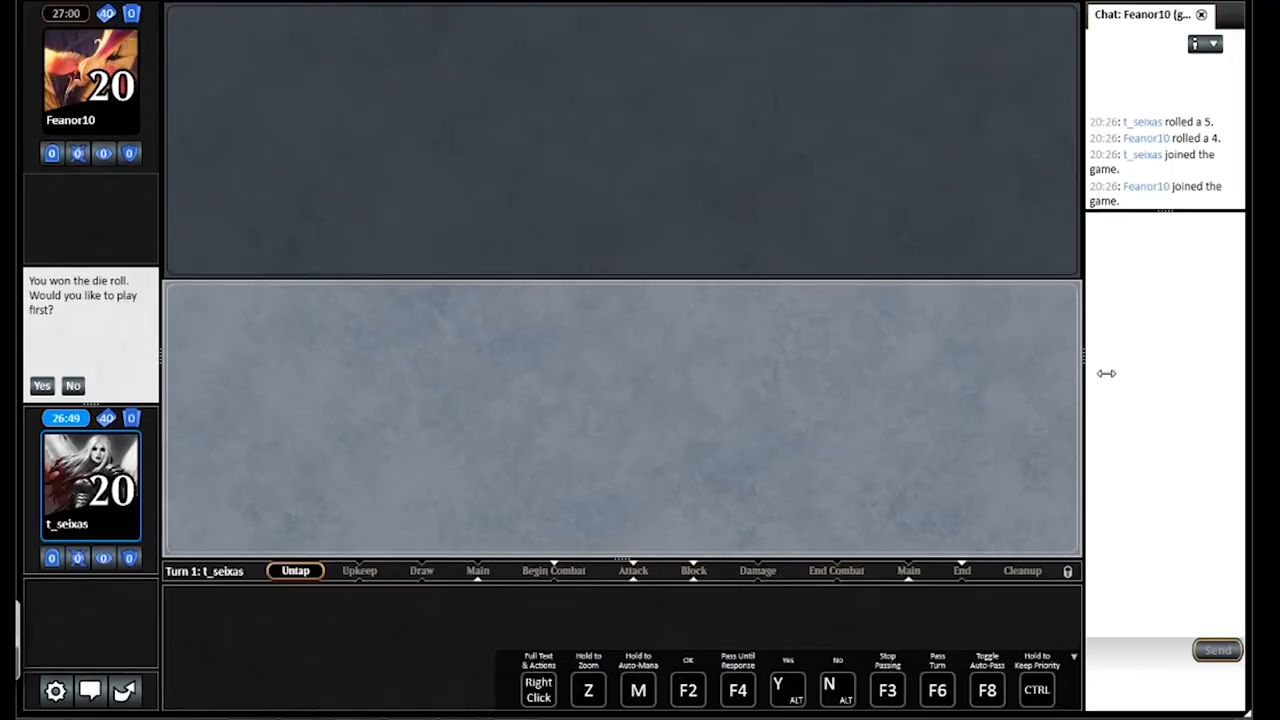 27:00 40 0
20
Feanor10
0 0 0 0
You won the die roll.
Would you like to play
first?
Yes No
26:49 40 0
20
t_seixas
0 0 0 0
Turn 1: t_seixas Untap Upkeep Draw Main Begin Combat Attack Block Damage End Combat Main End Cleanup
Full Text & Actions Hold to Zoom Hold to Auto-Mana OK Pass Until Response Yes No Stop Passing Pass Turn Toggle Auto-Pass Hold to Keep Priority
Right Click Z M F2 F4 Y ALT N ALT F3 F6 F8 CTRL
Chat: Feanor10 (g...
20:26: t_seixas rolled a 5.
20:26: Feanor10 rolled a 4.
20:26: t_seixas joined the
game.
20:26: Feanor10 joined the
game.
Send